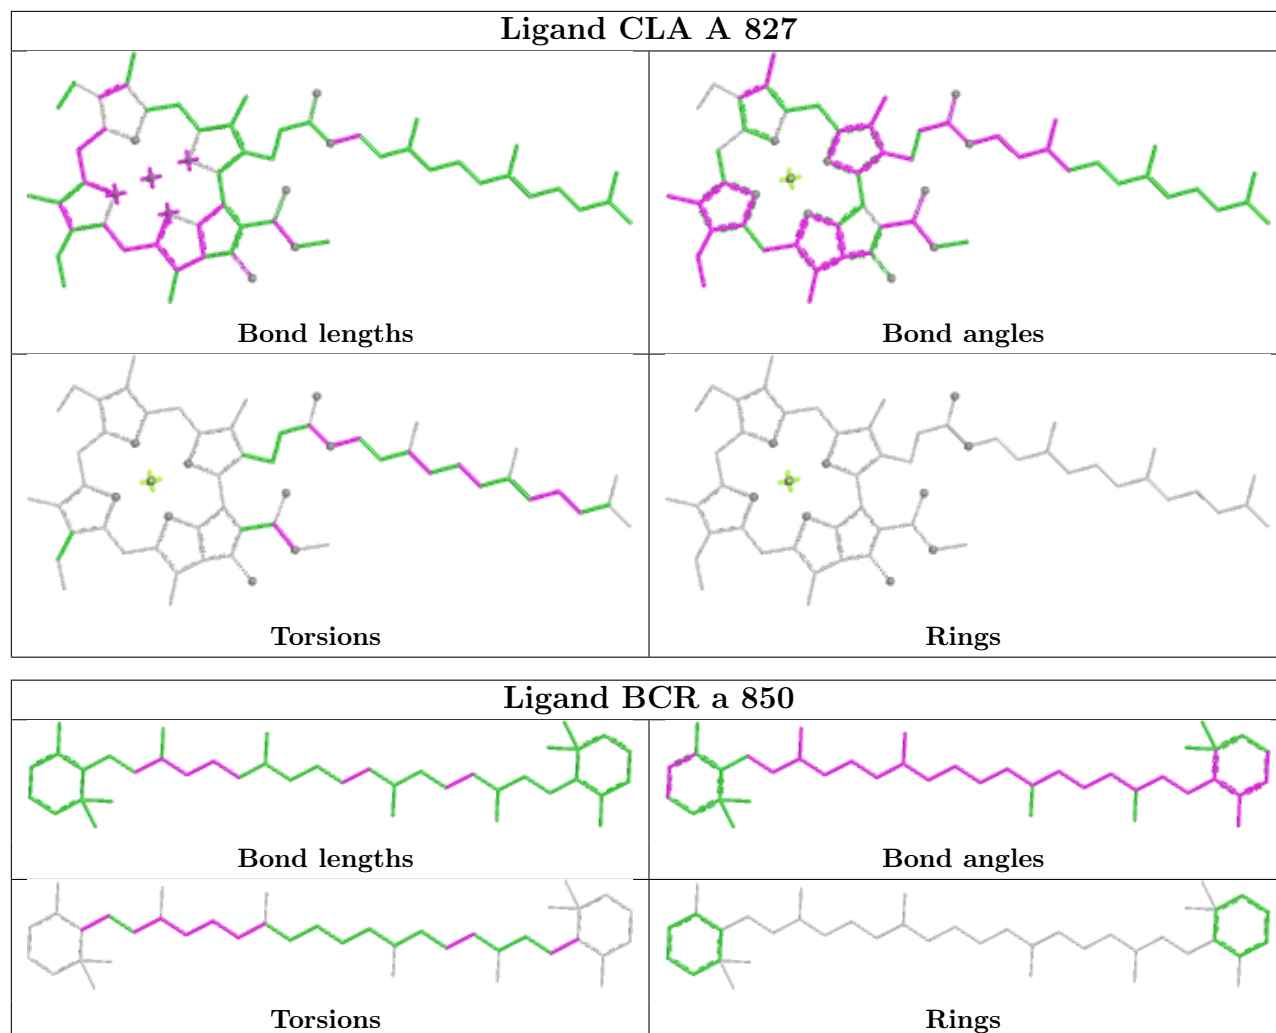 Ligand CLA A 827
Bond lengths
Bond angles
Torsions
Rings
Ligand BCR a 850
Bond lengths
Bond angles
Torsions
Rings